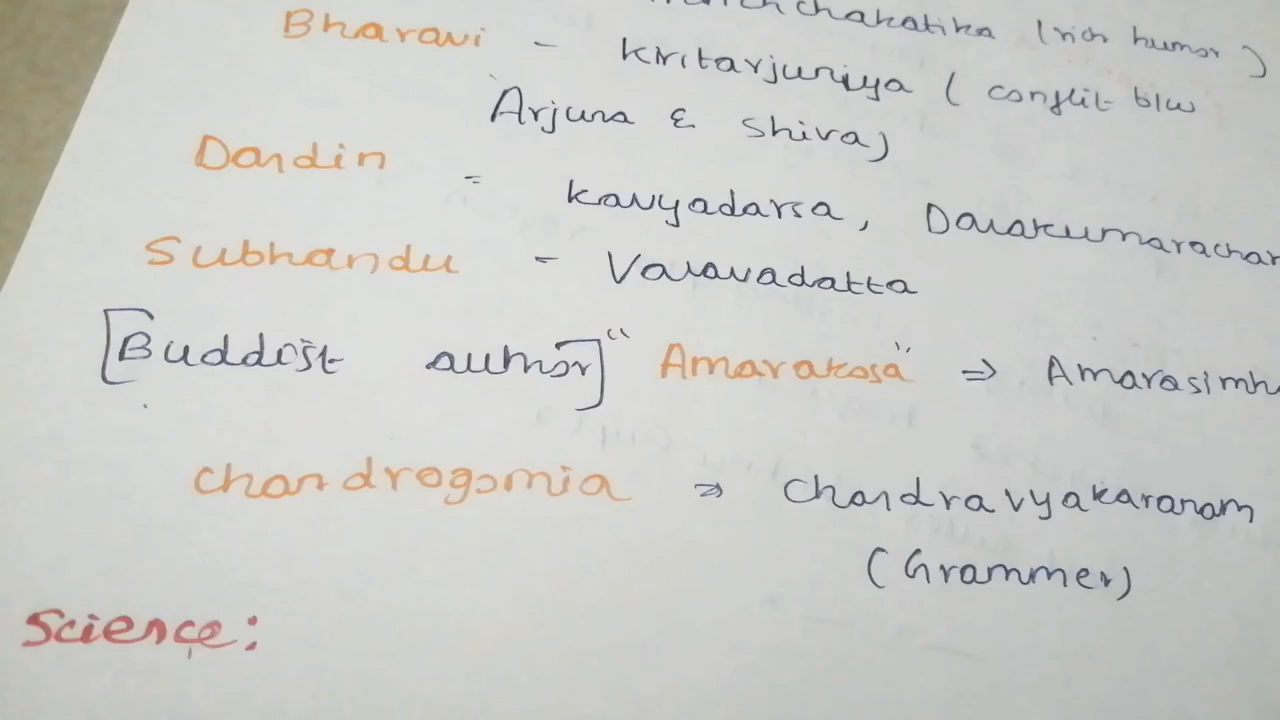 chakatika (rich humor)
Bharavi - Kiritarjuniya ( conflit b/w
Arjuna & Shiva)
Dandin = Kavyadarsa, Dasakumarachar
Subhandu - Vasavadatta
[Buddist author] "Amarakosa" ⇒ Amarasimh
Chandrogomia ⇒ Chandravyakaranam
(Grammer)
Science: